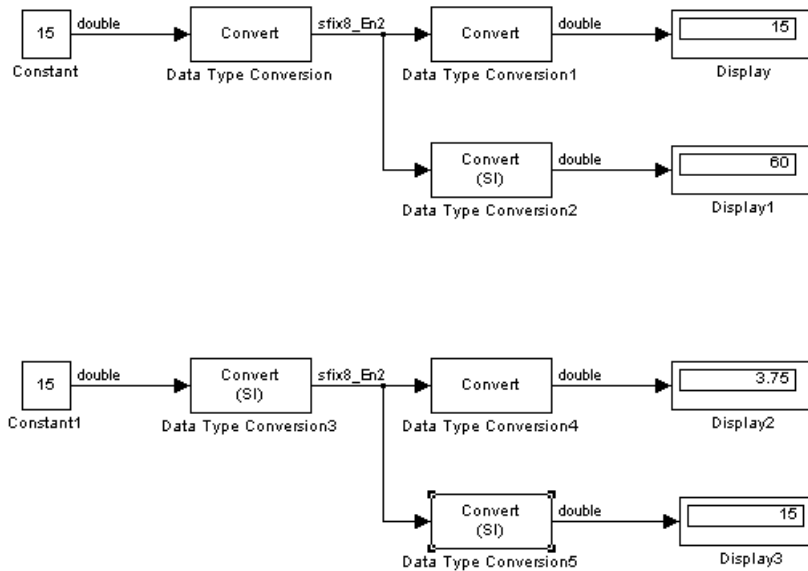 double sfix8_En2 double
15 Convert Convert 15
Constant Data Type Conversion Data Type Conversion1 Display
double
Convert
(SI) 60
Data Type Conversion2 Display1
double sfix8_En2 double
15 Convert
(SI) Convert 3.75
Constant1 Data Type Conversion3 Data Type Conversion4 Display2
double
Convert
(SI) 15
Data Type Conversion5 Display3